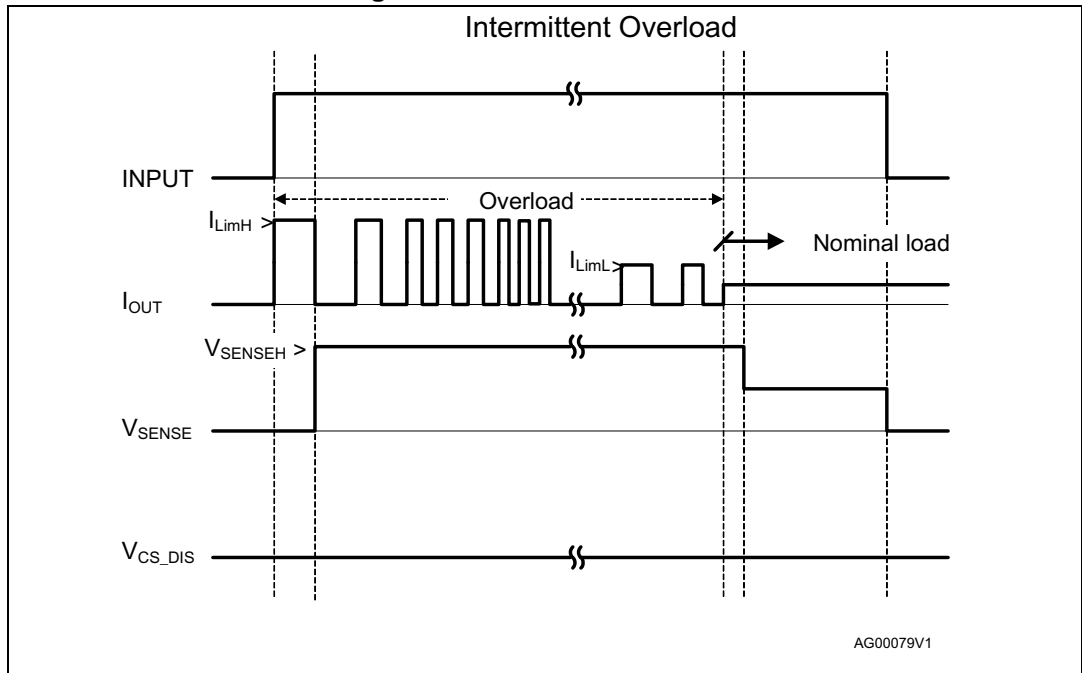 Intermittent Overload
INPUT
Overload
I_LimH >
I_LimL >
Nominal load
I_OUT
V_SENSEH >
V_SENSE
V_CS_DIS
AG00079V1